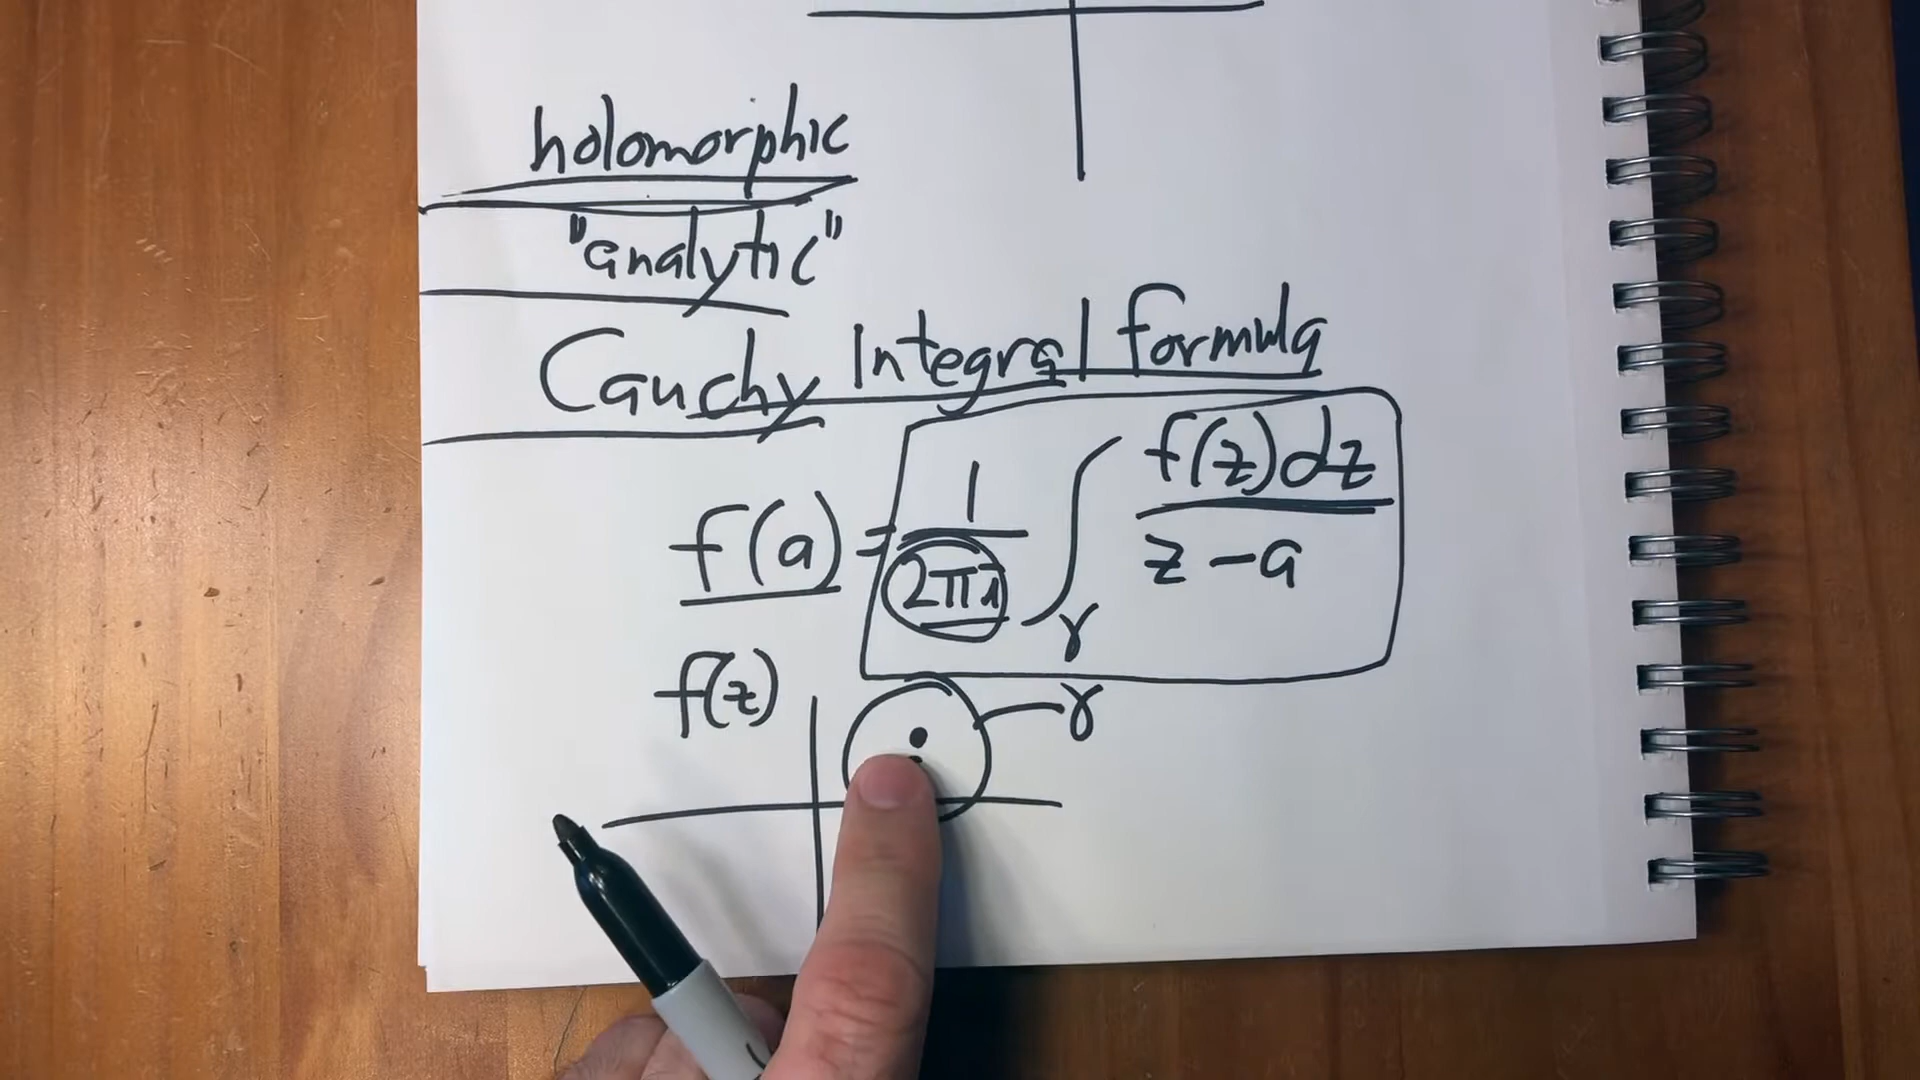 holomorphic
"analytic"
Cauchy Integral formula
f(a) = 1/2πi ∫γ f(z)dz/z-a
f(z)
γ